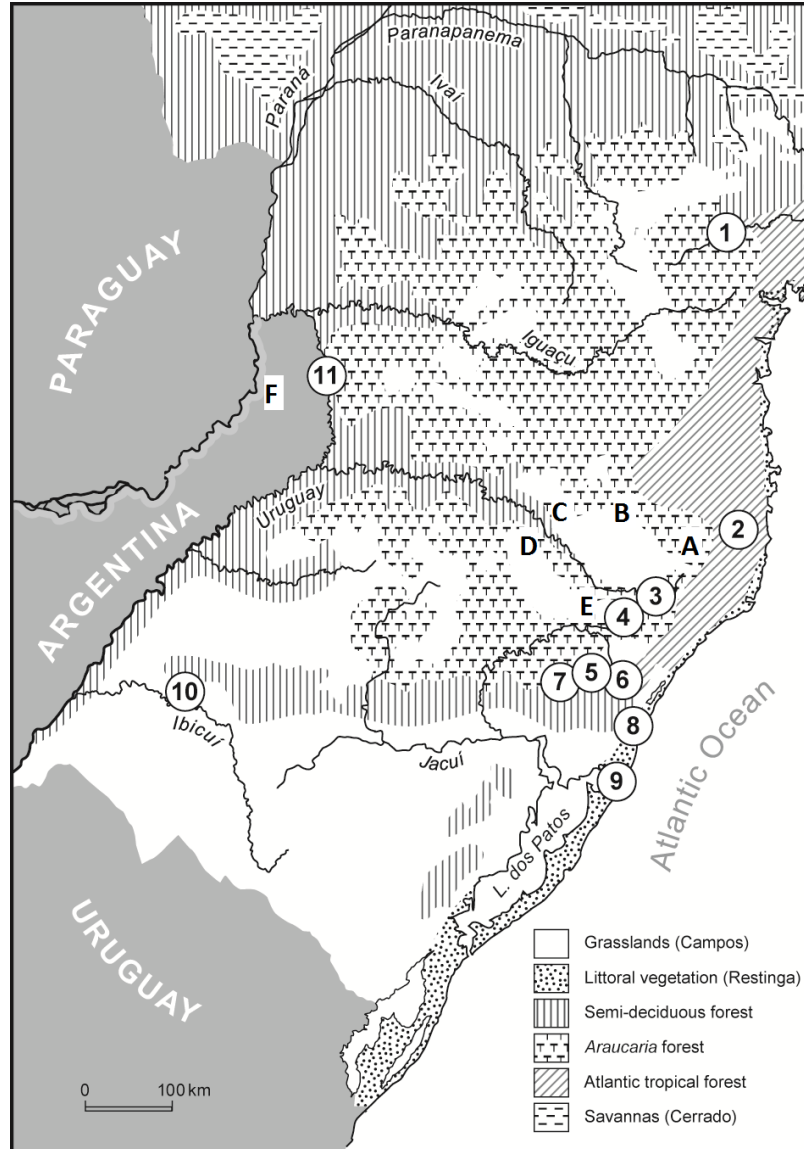 Paranapanema
Paraná
Ivaí
1
PARAGUAY
Iguaçu
11
F
Uruguay
C
B
2
D
A
ARGENTINA
E
3
4
7
5
6
10
Ibicuí
8
Jacuí
9
L. dos Patos
Atlantic Ocean
URUGUAY
Grasslands (Campos)
Littoral vegetation (Restinga)
Semi-deciduous forest
Araucaria forest
Atlantic tropical forest
Savannas (Cerrado)
0 100 km